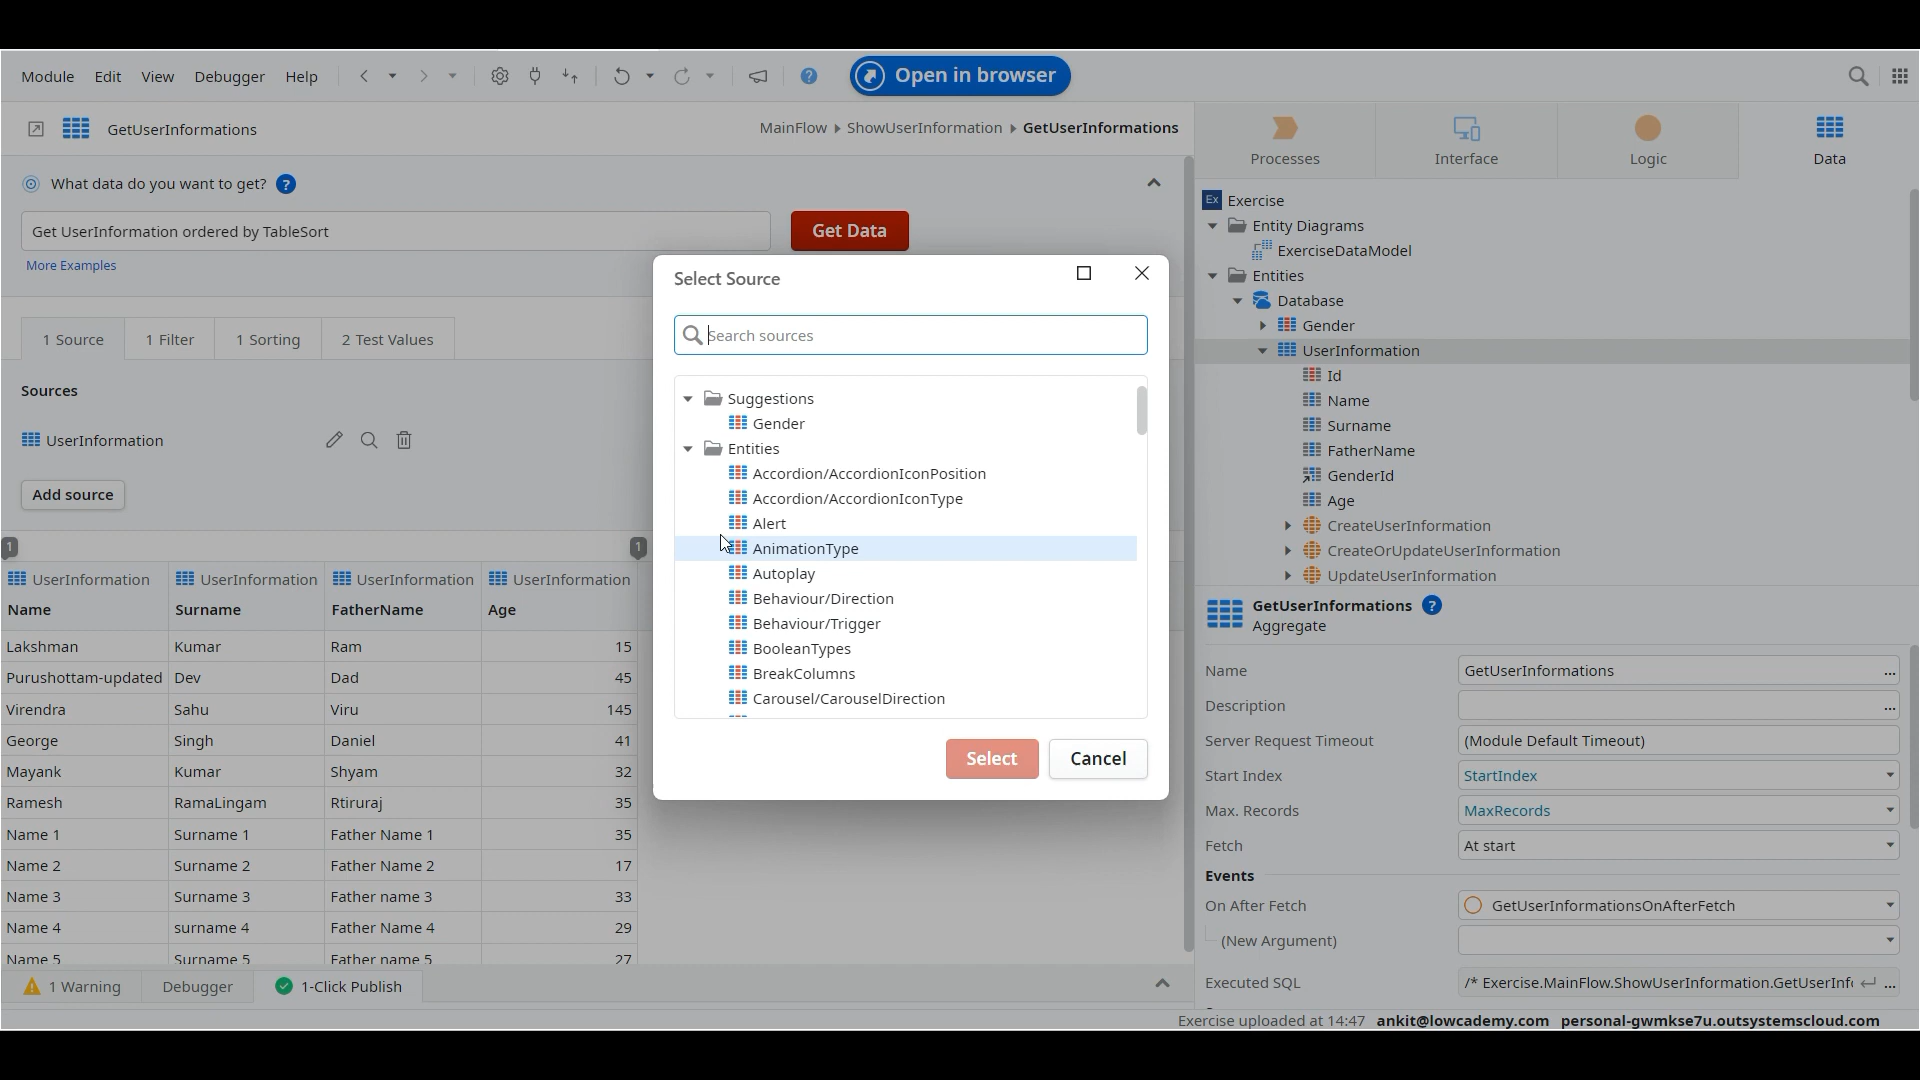 Module Edit View Debugger Help Open in browser
GetUserInformations MainFlow ShowUserInformation GetUserInformations
Processes Interface Logic Data
What data do you want to get? ?
Get UserInformation ordered by TableSort Get Data
More Examples
1 Source 1 Filter 1 Sorting 2 Test Values
Sources
UserInformation
Add source
1 1
UserInformation UserInformation UserInformation UserInformation
Name Surname FatherName Age
Lakshman Kumar Ram 15
Purushottam-updated Dev Dad 45
Virendra Sahu Viru 145
George Singh Daniel 41
Mayank Kumar Shyam 32
Ramesh RamaLingam Rtiruraj 35
Name 1 Surname 1 Father Name 1 35
Name 2 Surname 2 Father Name 2 17
Name 3 Surname 3 Father name 3 33
Name 4 surname 4 Father Name 4 29
Name 5 Surname 5 Father name 5 27
Select Source
Search sources
Suggestions
Gender
Entities
Accordion/AccordionIconPosition
Accordion/AccordionIconType
Alert
AnimationType
Autoplay
Behaviour/Direction
Behaviour/Trigger
BooleanTypes
BreakColumns
Carousel/CarouselDirection
Select Cancel
Ex Exercise
Entity Diagrams
ExerciseDataModel
Entities
Database
Gender
UserInformation
Id
Name
Surname
FatherName
GenderId
Age
CreateUserInformation
CreateOrUpdateUserInformation
UpdateUserInformation
GetUserInformations ?
Aggregate
Name GetUserInformations ...
Description ...
Server Request Timeout (Module Default Timeout)
Start Index StartIndex
Max. Records MaxRecords
Fetch At start
Events
On After Fetch GetUserInformationsOnAfterFetch
(New Argument)
Executed SQL /* Exercise.MainFlow.ShowUserInformation.GetUserInfc ...
1 Warning Debugger 1-Click Publish
Exercise uploaded at 14:47 ankit@lowcademy.com personal-gwmkse7u.outsystemscloud.com